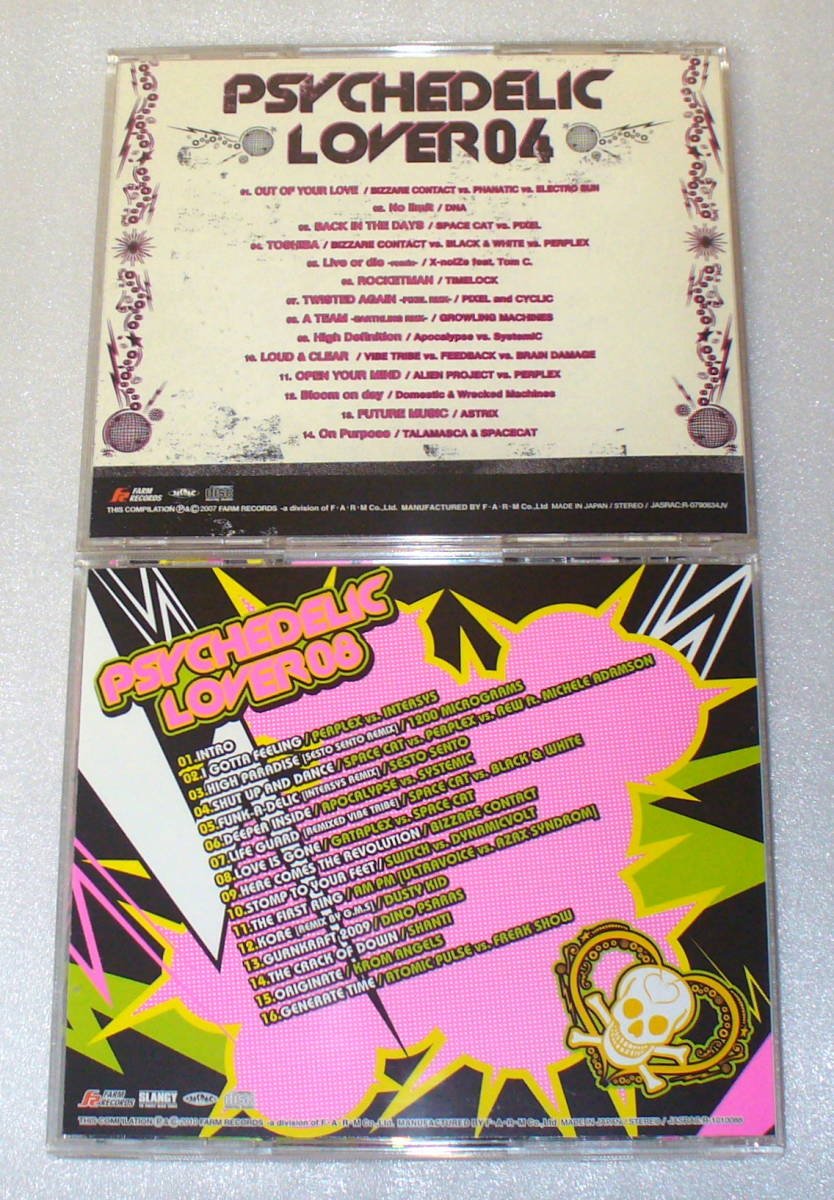 PSYCHEDELIC
LOVER 04
01. OUT OF YOUR LOVE / BIZZARE CONTACT vs. PHANATIC vs. ELECTRO SUN
02. No limit / DNA
03. BACK IN THE DAYS / SPACE CAT vs. PIXEL
04. TOSHIBA / BIZZARE CONTACT vs. BLACK & WHITE vs. PERPLEX
05. Live or die -remix- / X-noiZe feat. Tom C.
06. ROCKETMAN / TIMELOCK
07. TWISTED AGAIN -PIXEL REMIX- / PIXEL and CYCLIC
08. A TEAM -EARTHLING REMIX- / GROWLING MACHINES
09. High Definition / Apocalypse vs. SystemiC
10. LOUD & CLEAR / VIBE TRIBE vs. FEEDBACK vs. BRAIN DAMAGE
11. OPEN YOUR MIND / ALIEN PROJECT vs. PERPLEX
12. Bloom on day / Domestic & Wrecked Machines
13. FUTURE MUSIC / ASTRIX
14. On Purpose / TALAMASCA & SPACECAT
FARM RECORDS
THIS COMPILATION ℗&© 2007 FARM RECORDS -a division of F・A・R・M Co.,Ltd. MANUFACTURED BY F・A・R・M Co.,Ltd MADE IN JAPAN / STEREO / JASRAC:R-0790634JV
PSYCHEDELIC
LOVER 08
01. INTRO
02. I GOTTA FEELING / PERPLEX vs. INTERSYS
03. HIGH PARADISE [SESTO SENTO REMIX] / 1200 MICROGRAMS
04. SHUT UP AND DANCE / SPACE CAT vs. PERPLEX vs. REW ft. MICHELE ADAMSON
05. FUNK-A-DELIC [INTERSYS REMIX] / SESTO SENTO
06. DEEPER INSIDE / APOCALYPSE vs. SYSTEMIC
07. LIFE GUARD [REMIXED VIBE TRIBE] / SPACE CAT vs. BLACK & WHITE
08. LOVE IS GONE / GATAPLEX vs. SPACE CAT
09. HERE COMES THE REVOLUTION / BIZZARE CONTACT
10. STOMP TO YOUR FEET / SWITCH vs. DYNAMICVOLT
11. THE FIRST RING / AM PM [ULTRAVOICE vs. AZAX SYNDROM]
12. KORE [REMIX BY G.M.S] / DUSTY KID
13. GURNKRAFT 2009 / DINO PSARAS
14. THE CRACK OF DOWN / SHANTI
15. ORIGINATE / KROM ANGELS
16. GENERATE TIME / ATOMIC PULSE vs. FREAK SHOW
FARM RECORDS SLANGY
THIS COMPILATION ℗&© FARM RECORDS -a division of F・A・R・M Co.,Ltd. MANUFACTURED BY F・A・R・M Co.,Ltd MADE IN JAPAN / STEREO /